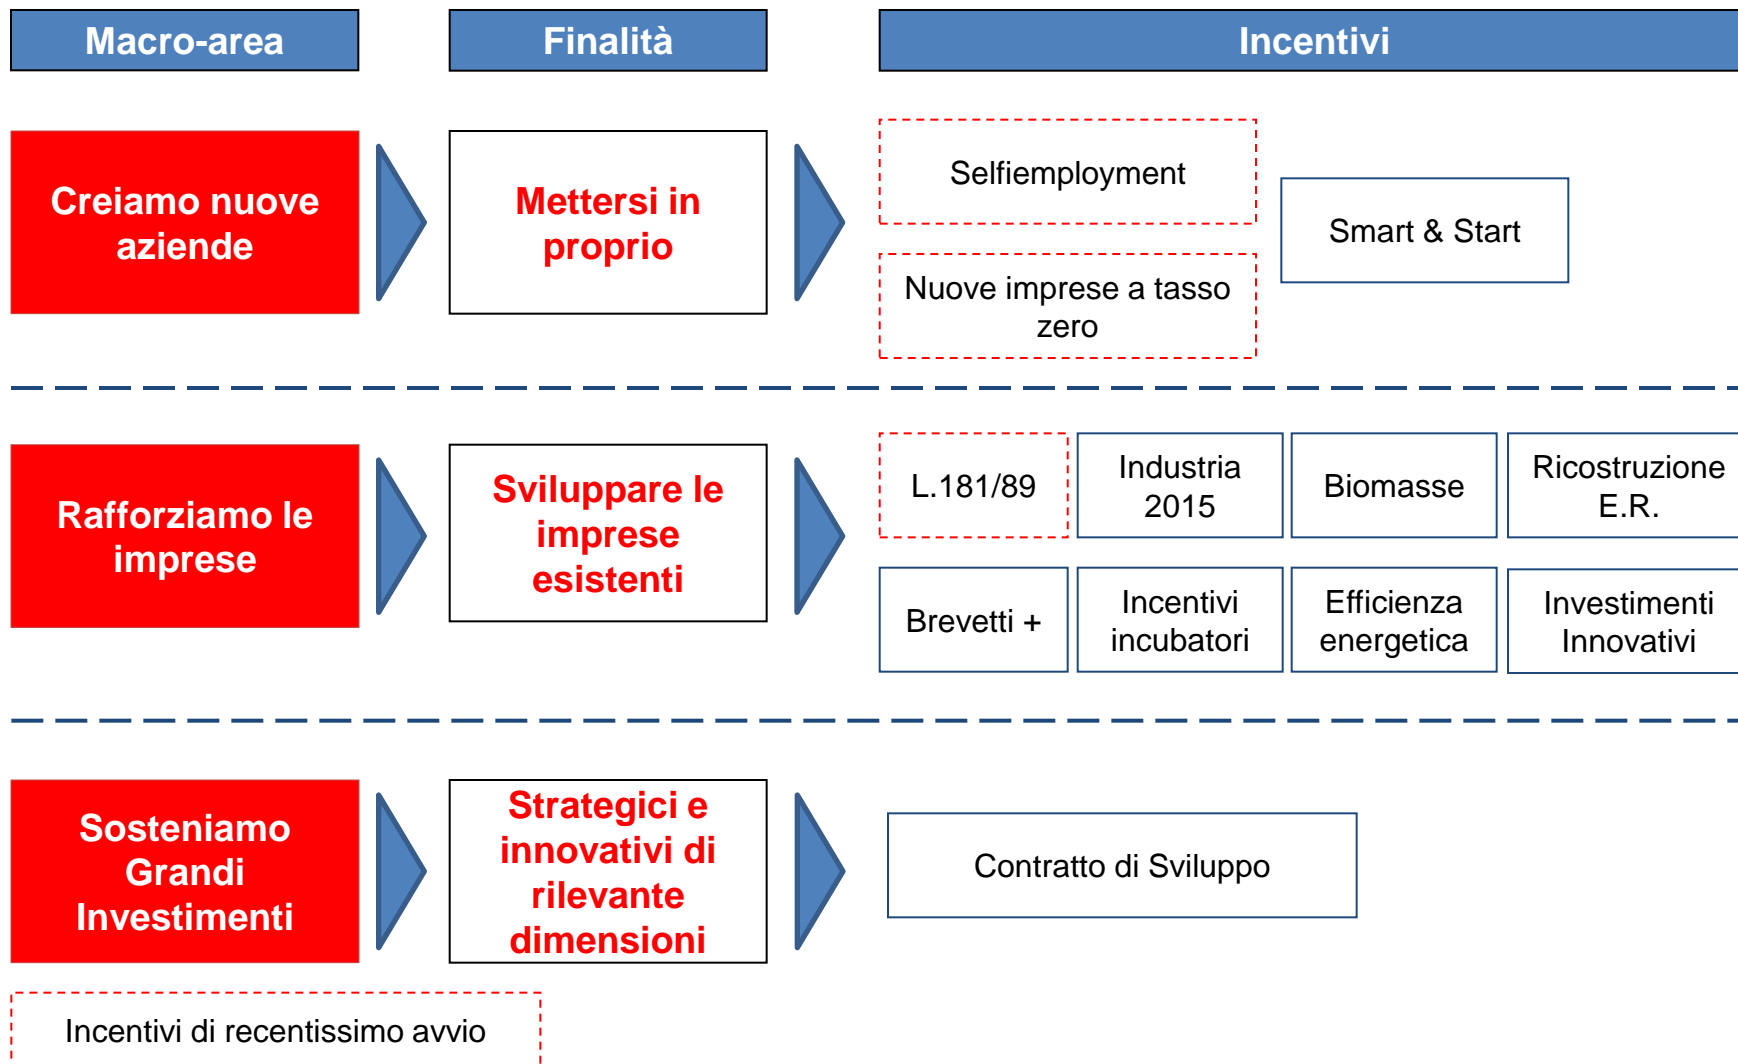 Macro-area
Finalità
Incentivi
Creiamo nuove
aziende
Mettersi in
proprio
Selfiemployment
Nuove imprese a tasso
zero
Smart & Start
Rafforziamo le
imprese
Sviluppare le
imprese
esistenti
L.181/89
Industria
2015
Biomasse
Ricostruzione
E.R.
Brevetti +
Incentivi
incubatori
Efficienza
energetica
Investimenti
Innovativi
Sosteniamo
Grandi
Investimenti
Strategici e
innovativi di
rilevante
dimensioni
Contratto di Sviluppo
Incentivi di recentissimo avvio